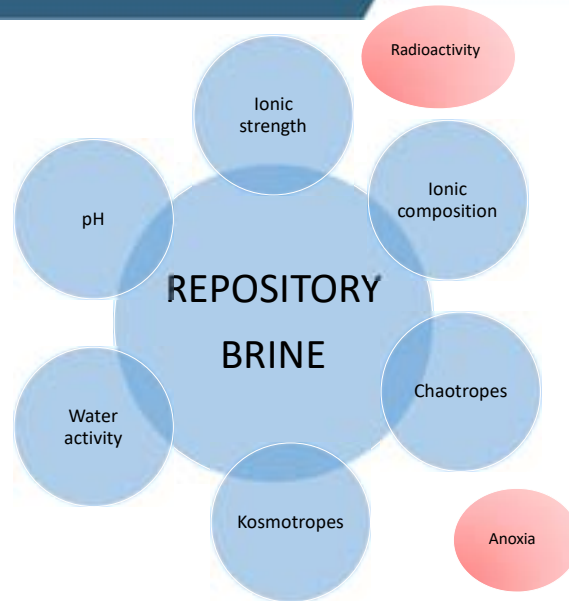 Radioactivity
Ionic
strength
Ionic
composition
pH
REPOSITORY
BRINE
Chaotropes
Water
activity
Kosmotropes
Anoxia